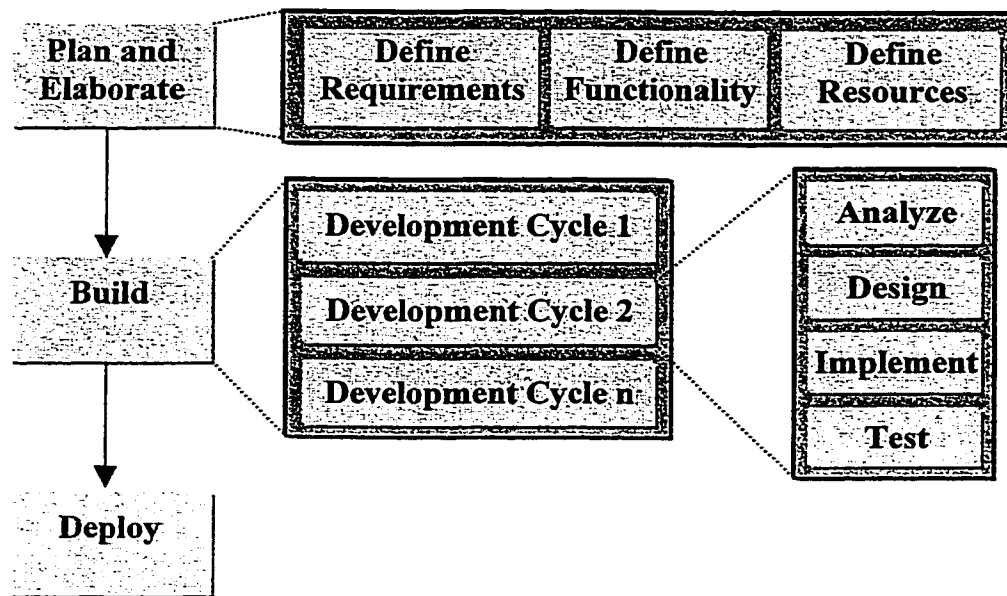 Plan and
Elaborate
Define
Requirements
Define
Functionality
Define
Resources
Build
Development Cycle 1
Development Cycle 2
Development Cycle n
Analyze
Design
Implement
Test
Deploy